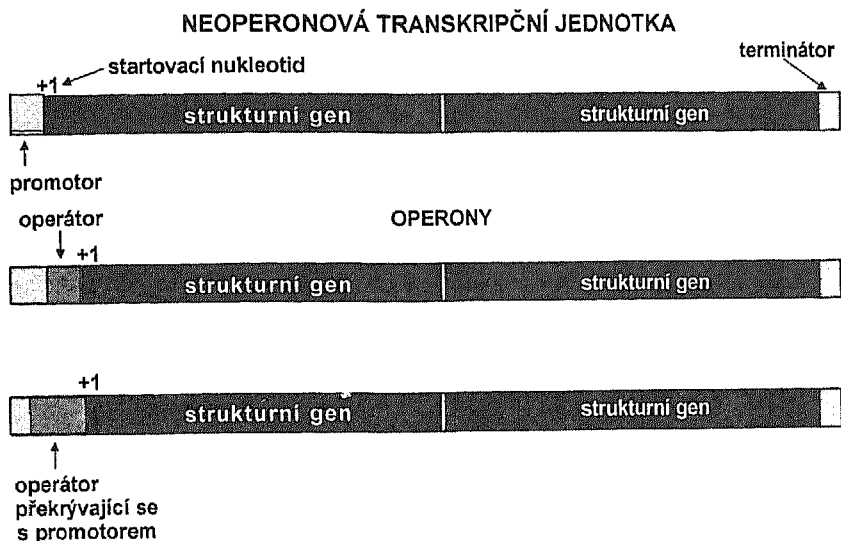 NEOPERONOVÁ TRANSKRIPČNÍ JEDNOTKA
startovací nukleotid
terminátor
+1
strukturní gen
strukturní gen
promotor
operátor
OPERONY
+1
strukturní gen
strukturní gen
+1
strukturní gen
strukturní gen
operátor
překrývající se
s promotorem